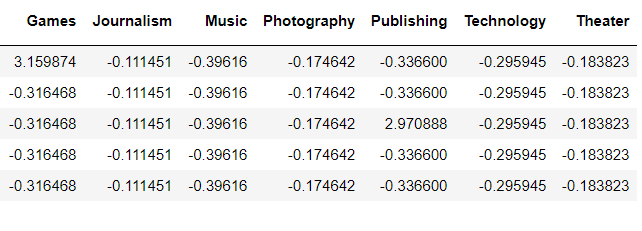 Games Journalism Music Photography Publishing Technology Theater
3.159874 -0.111451 -0.39616 -0.174642 -0.336600 -0.295945 -0.183823
-0.316468 -0.111451 -0.39616 -0.174642 -0.336600 -0.295945 -0.183823
-0.316468 -0.111451 -0.39616 -0.174642 2.970888 -0.295945 -0.183823
-0.316468 -0.111451 -0.39616 -0.174642 -0.336600 -0.295945 -0.183823
-0.316468 -0.111451 -0.39616 -0.174642 -0.336600 -0.295945 -0.183823